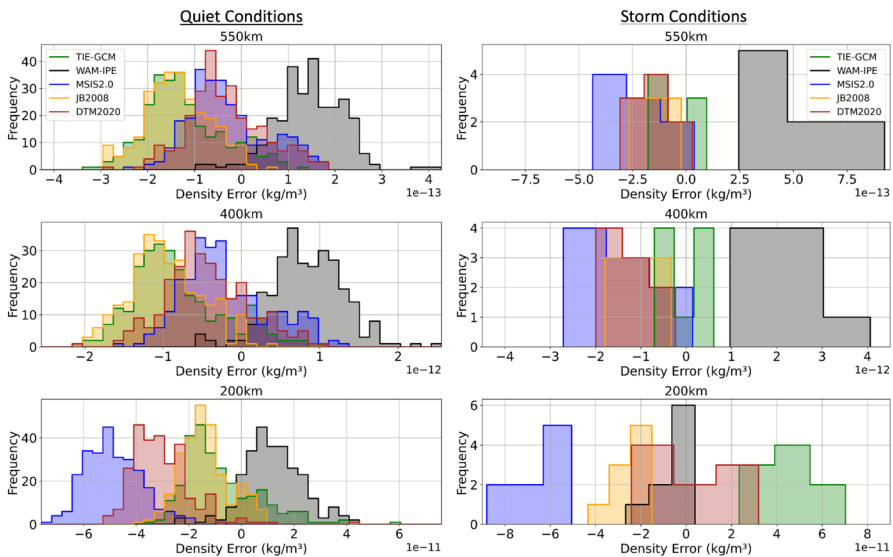 Quiet Conditions
Storm Conditions
550km
Frequency
40
30
20
10
0
TIE-GCM
WAM-IPE
MSIS2.0
JB2008
DTM2020
−4 −3 −2 −1 0 1 2 3 4
Density Error (kg/m³)
1e−13
550km
Frequency
4
2
0
TIE-GCM
WAM-IPE
MSIS2.0
JB2008
DTM2020
−7.5 −5.0 −2.5 0.0 2.5 5.0 7.5
Density Error (kg/m³)
1e−13
400km
Frequency
30
20
10
0
−2 −1 0 1 2
Density Error (kg/m³)
1e−12
400km
Frequency
4
3
2
1
0
−4 −3 −2 −1 0 1 2 3 4
Density Error (kg/m³)
1e−12
200km
Frequency
40
20
0
−6 −4 −2 0 2 4 6
Density Error (kg/m³)
1e−11
200km
Frequency
6
4
2
0
−8 −6 −4 −2 0 2 4 6 8
Density Error (kg/m³)
1e−11